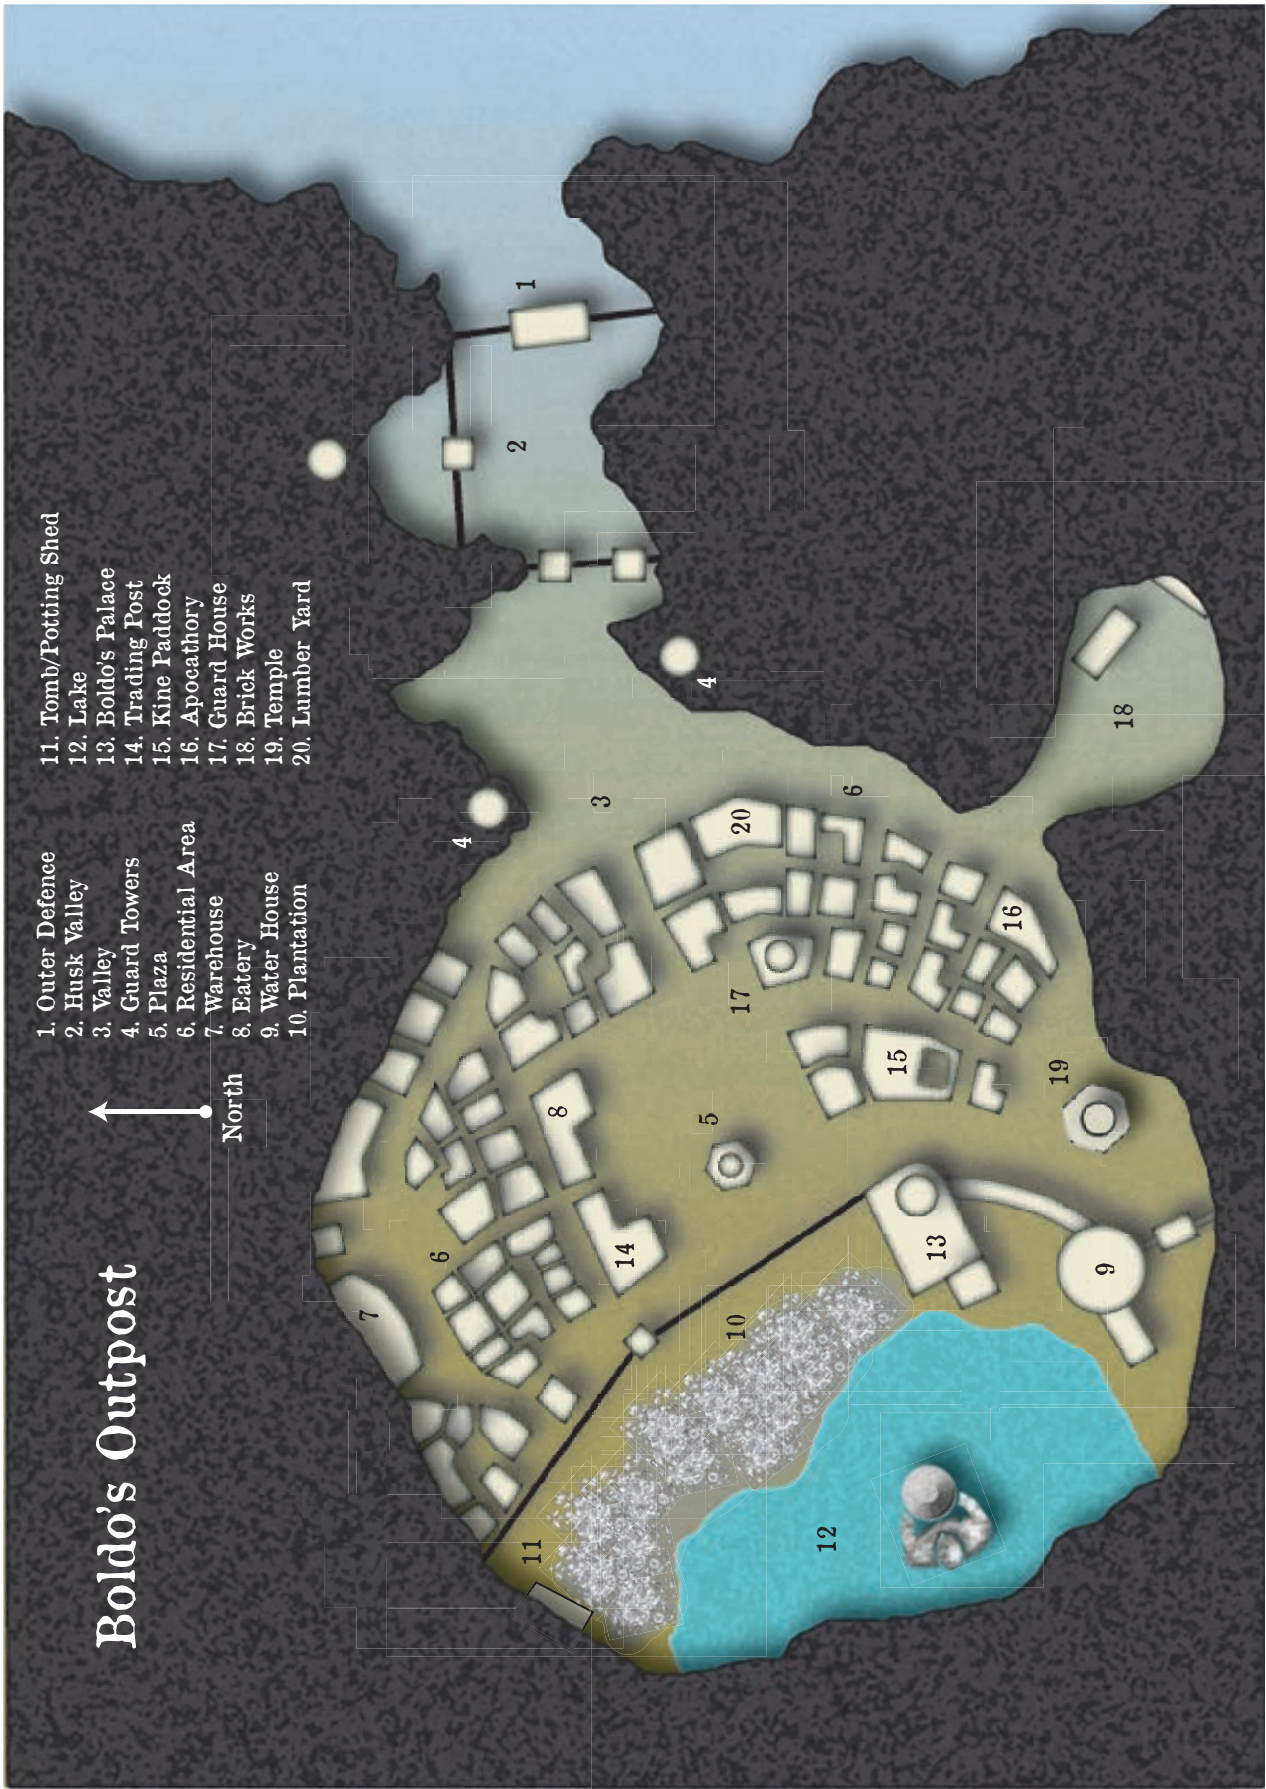 Boldo's Outpost
North
1. Outer Defence
2. Husk Valley
3. Valley
4. Guard Towers
5. Plaza
6. Residential Area
7. Warehouse
8. Eatery
9. Water House
10. Plantation
11. Tomb/Potting Shed
12. Lake
13. Boldo's Palace
14. Trading Post
15. Kine Paddock
16. Apocathory
17. Guard House
18. Brick Works
19. Temple
20. Lumber Yard
7
6
4
11
14
8
3
2
1
10
5
17
20
4
12
13
15
6
9
19
16
18